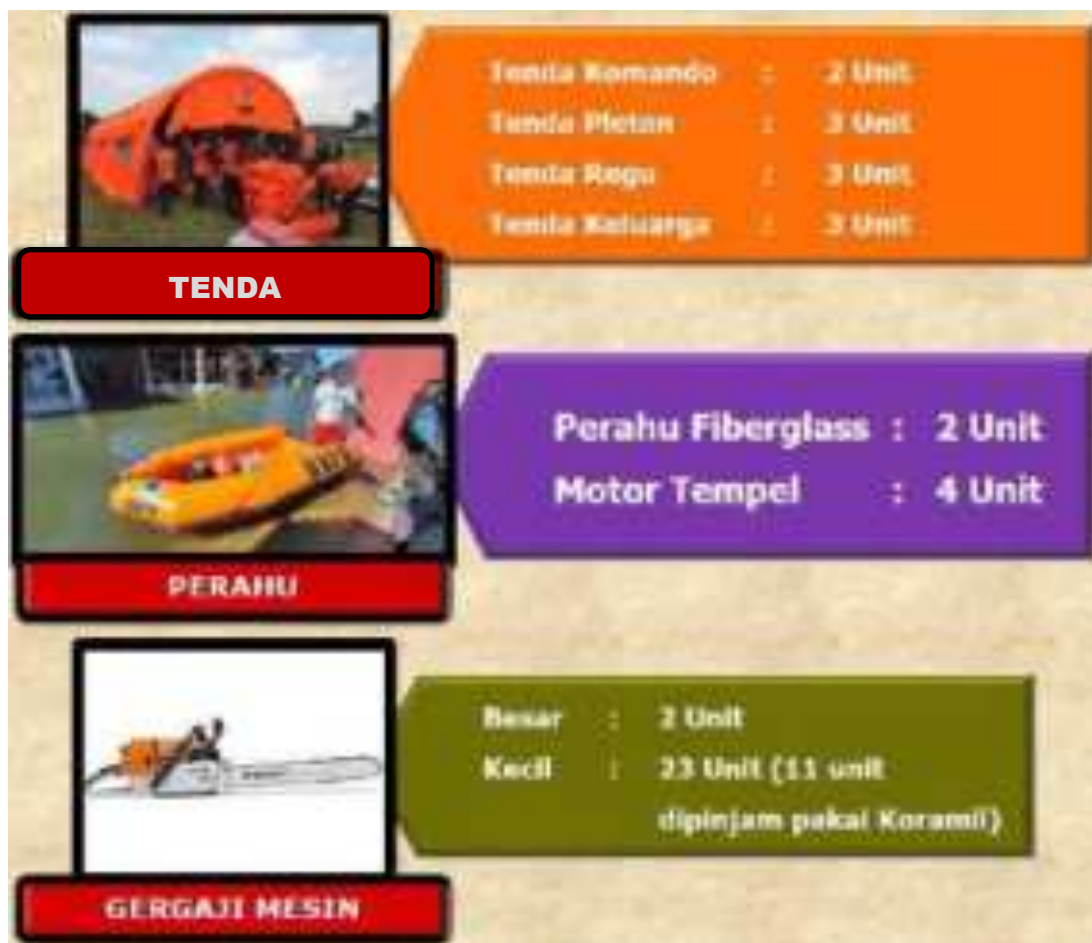 Tenda Komando : 2 Unit
Tenda Pleton : 3 Unit
Tenda Regu : 3 Unit
Tenda Keluarga : 3 Unit
TENDA
Perahu Fiberglass : 2 Unit
Motor Tempel : 4 Unit
PERAHU
Besar : 2 Unit
Kecil : 23 Unit (11 unit
dipinjam pakai Koramil)
GERGAJI MESIN